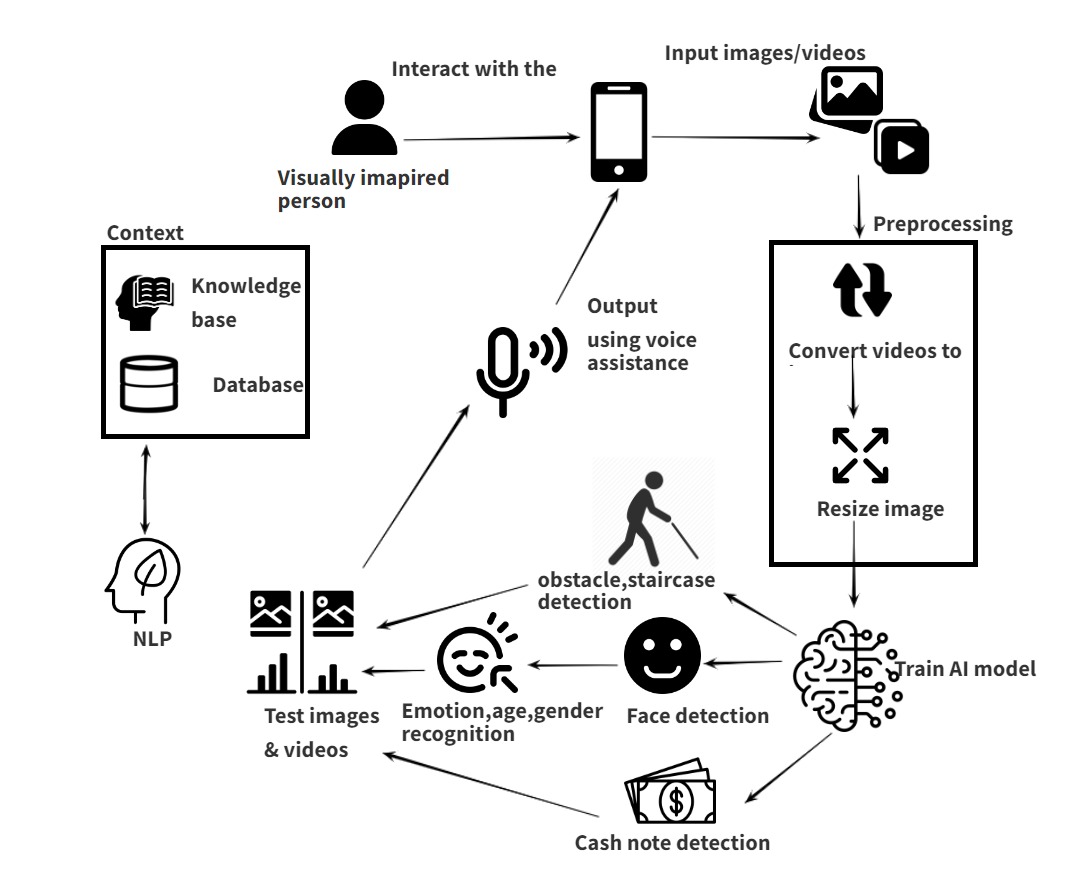 Interact with the
Input images/videos
Visually imapired
person
Preprocessing
Context
Knowledge
base
Database
Output
using voice
assistance
Convert videos to
Resize image
obstacle,staircase
detection
NLP
Train AI model
Test images
& videos
Emotion,age,gender
recognition
Face detection
Cash note detection